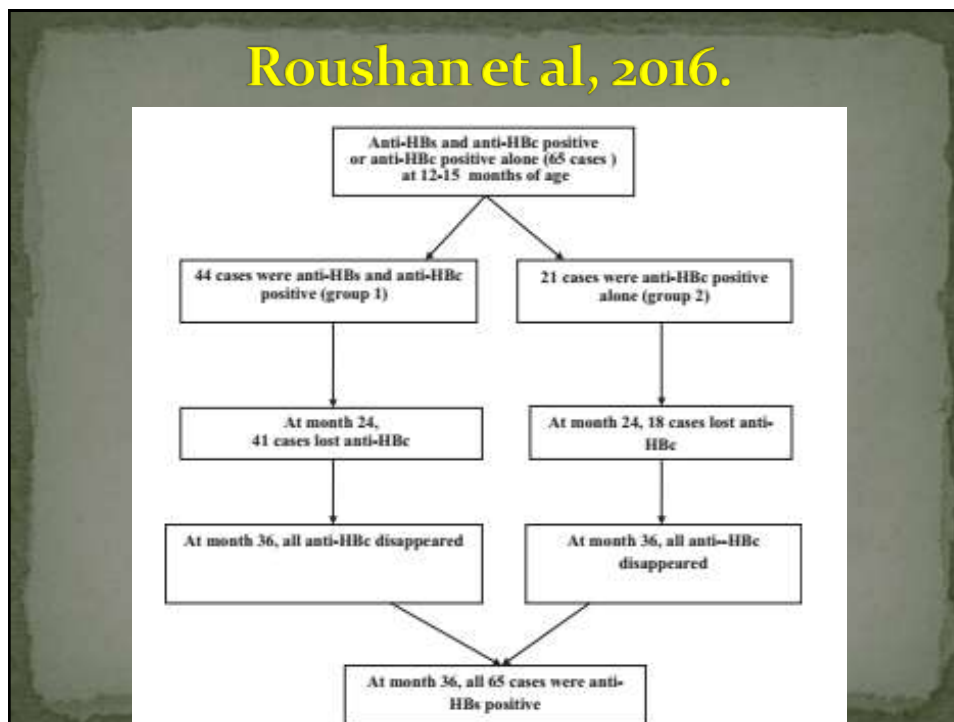 Roushan et al, 2016.
Anti-HBs and anti-HBc positive
or anti-HBc positive alone (65 cases )
at 12-15 months of age
44 cases were anti-HBs and anti-HBc
positive (group 1)
21 cases were anti-HBc positive
alone (group 2)
At month 24,
41 cases lost anti-HBc
At month 24, 18 cases lost anti-
HBc
At month 36, all anti-HBc disappeared
At month 36, all anti--HBc
disappeared
At month 36, all 65 cases were anti-
HBs positive